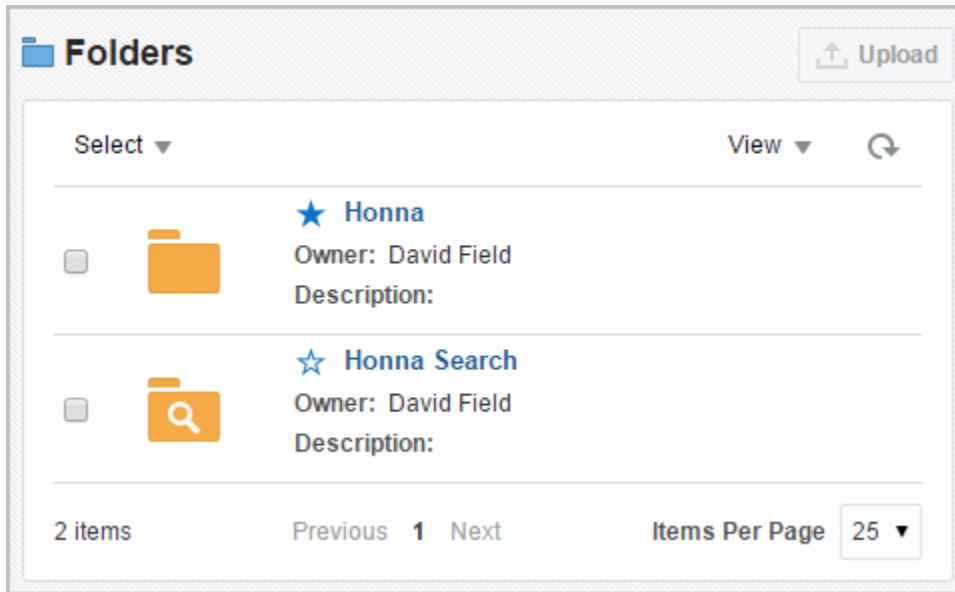 Folders
Upload
Select
View
Honna
Owner: David Field
Description:
Honna Search
Owner: David Field
Description:
2 items Previous 1 Next Items Per Page 25